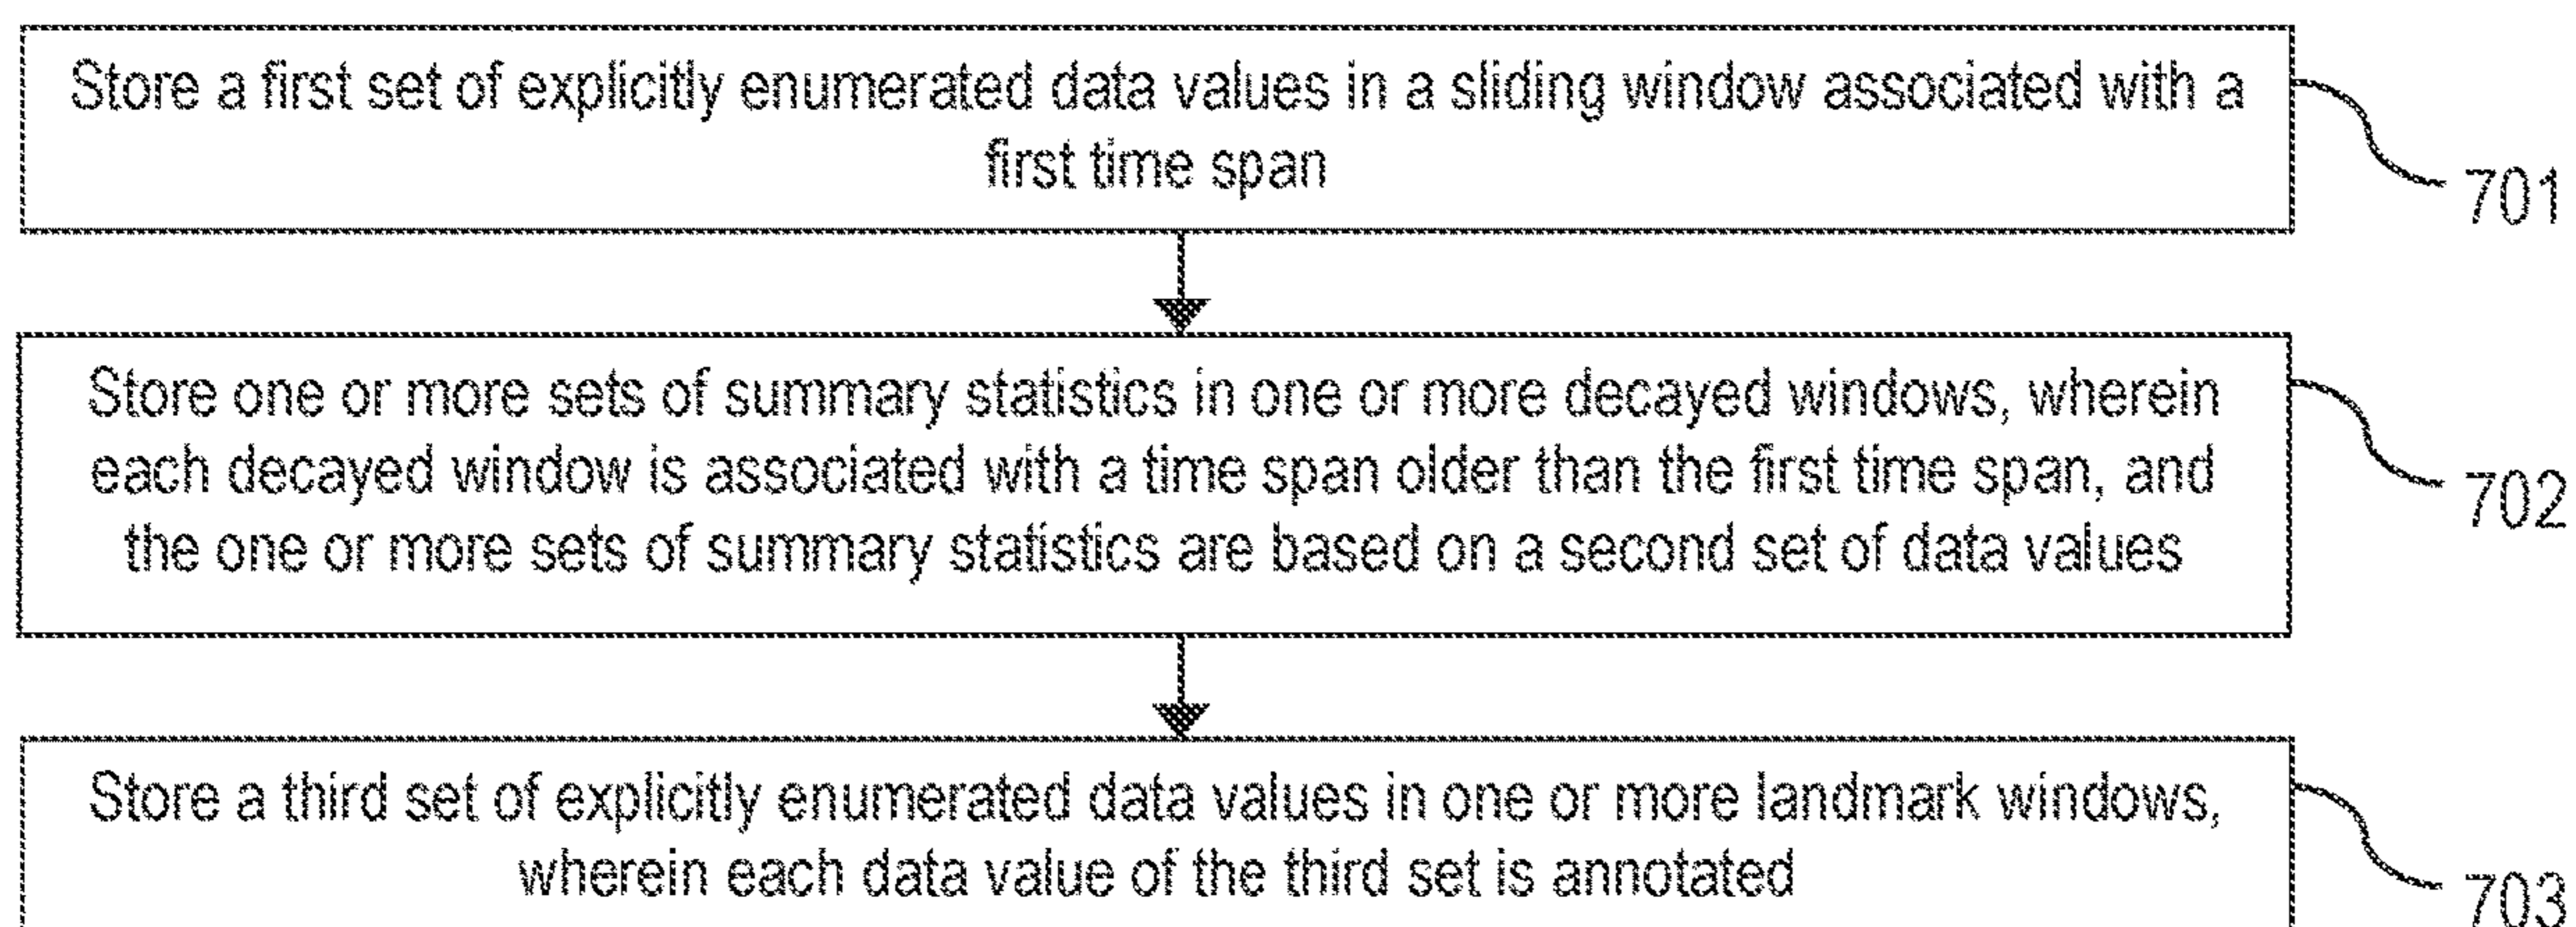 Store a first set of explicitly enumerated data values in a sliding window associated with a
first time span
701
Store one or more sets of summary statistics in one or more decayed windows, wherein
each decayed window is associated with a time span older than the first time span, and
the one or more sets of summary statistics are based on a second set of data values
702
Store a third set of explicitly enumerated data values in one or more landmark windows,
wherein each data value of the third set is annotated
703